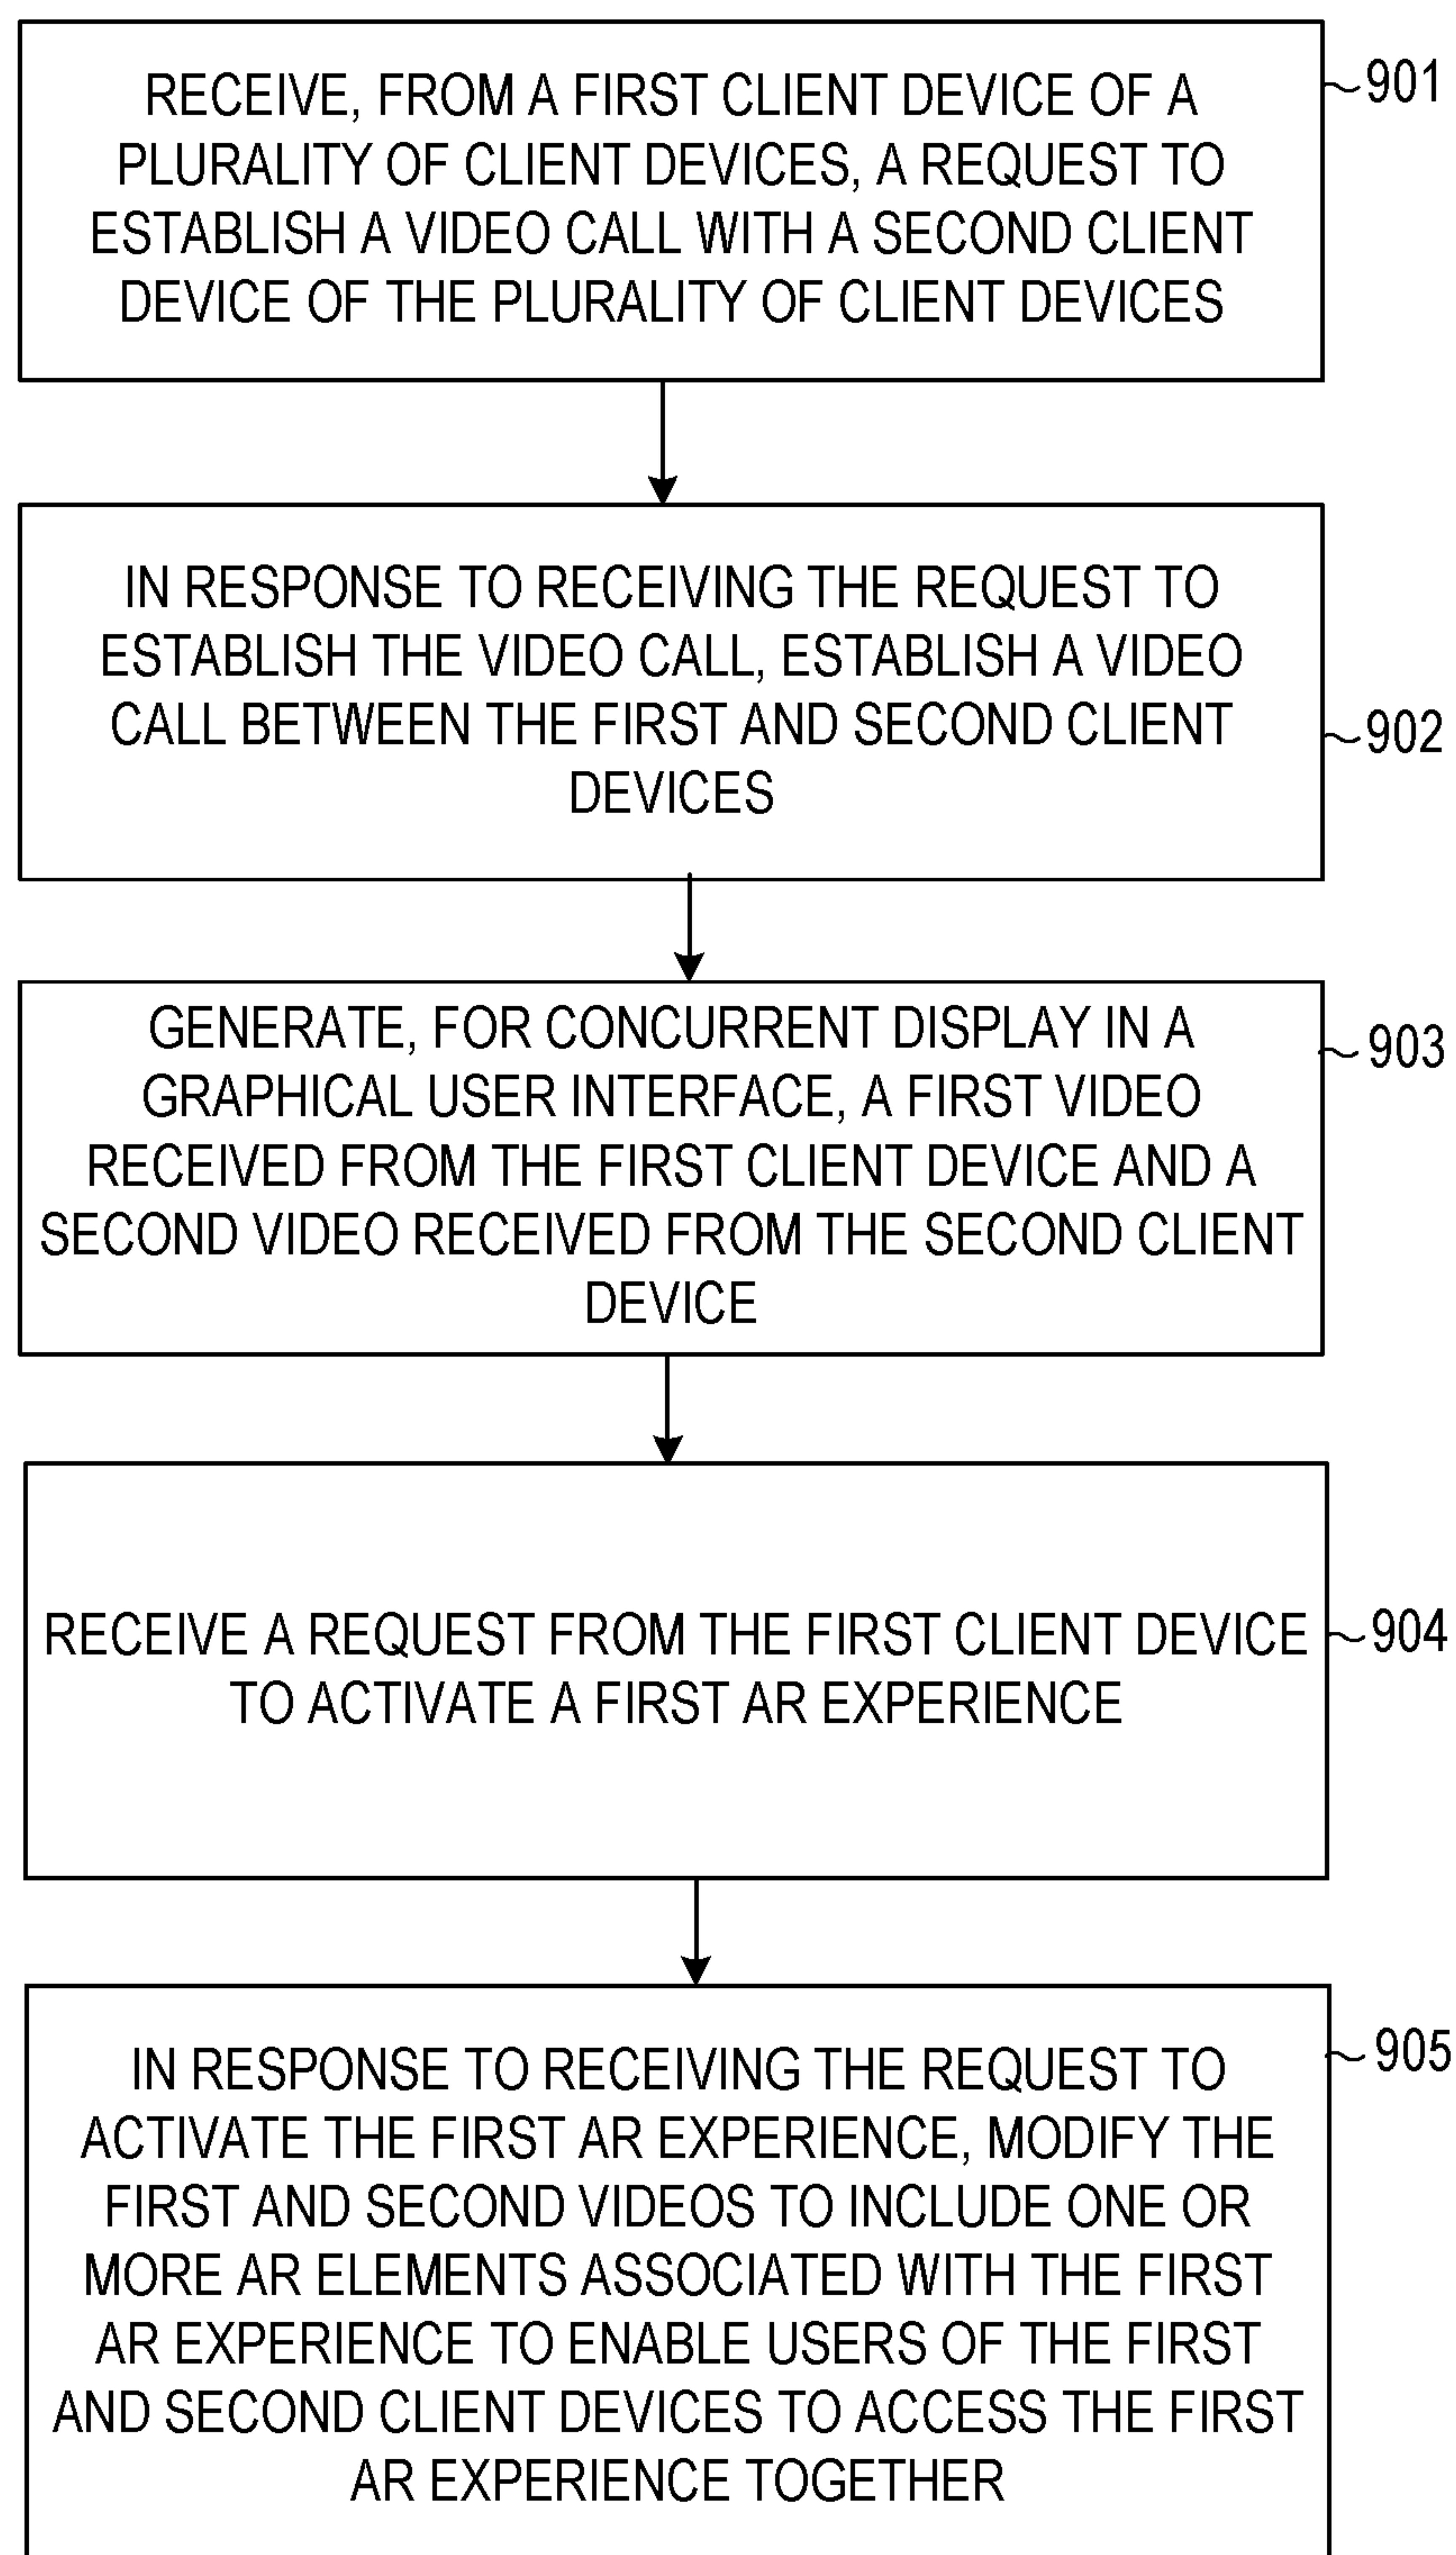 RECEIVE, FROM A FIRST CLIENT DEVICE OF A
PLURALITY OF CLIENT DEVICES, A REQUEST TO
ESTABLISH A VIDEO CALL WITH A SECOND CLIENT
DEVICE OF THE PLURALITY OF CLIENT DEVICES
901
IN RESPONSE TO RECEIVING THE REQUEST TO
ESTABLISH THE VIDEO CALL, ESTABLISH A VIDEO
CALL BETWEEN THE FIRST AND SECOND CLIENT
DEVICES
902
GENERATE, FOR CONCURRENT DISPLAY IN A
GRAPHICAL USER INTERFACE, A FIRST VIDEO
RECEIVED FROM THE FIRST CLIENT DEVICE AND A
SECOND VIDEO RECEIVED FROM THE SECOND CLIENT
DEVICE
903
RECEIVE A REQUEST FROM THE FIRST CLIENT DEVICE
TO ACTIVATE A FIRST AR EXPERIENCE
904
IN RESPONSE TO RECEIVING THE REQUEST TO
ACTIVATE THE FIRST AR EXPERIENCE, MODIFY THE
FIRST AND SECOND VIDEOS TO INCLUDE ONE OR
MORE AR ELEMENTS ASSOCIATED WITH THE FIRST
AR EXPERIENCE TO ENABLE USERS OF THE FIRST
AND SECOND CLIENT DEVICES TO ACCESS THE FIRST
AR EXPERIENCE TOGETHER
905